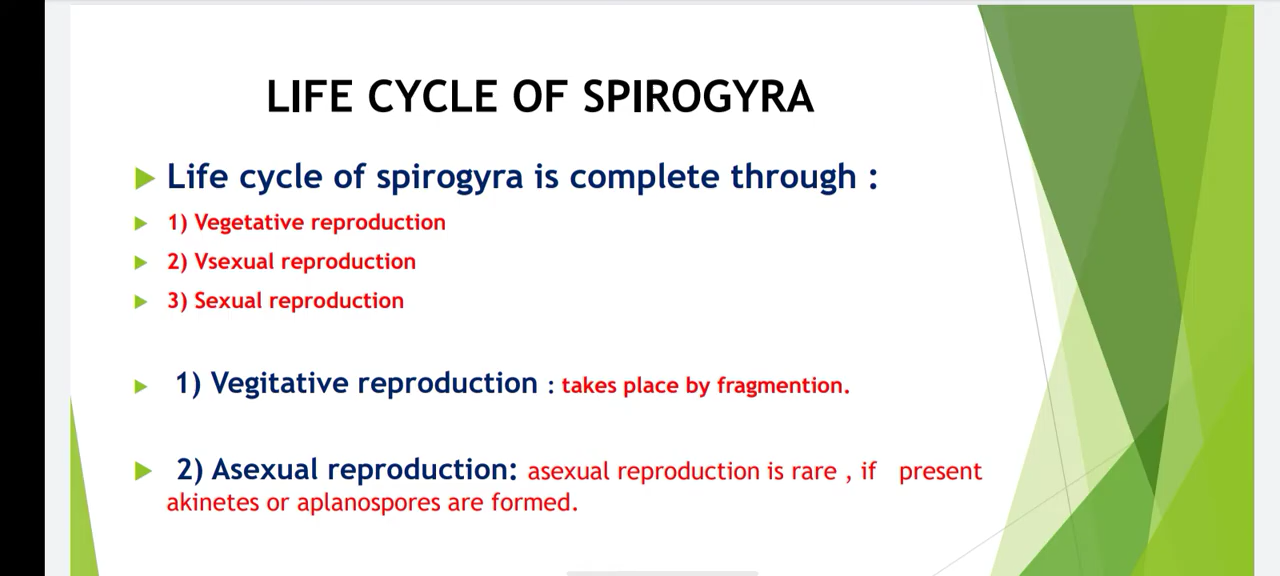 LIFE CYCLE OF SPIROGYRA
Life cycle of spirogyra is complete through :
1) Vegetative reproduction
2) Vsexual reproduction
3) Sexual reproduction
1) Vegitative reproduction : takes place by fragmention.
2) Asexual reproduction: asexual reproduction is rare , if present
akinetes or aplanospores are formed.